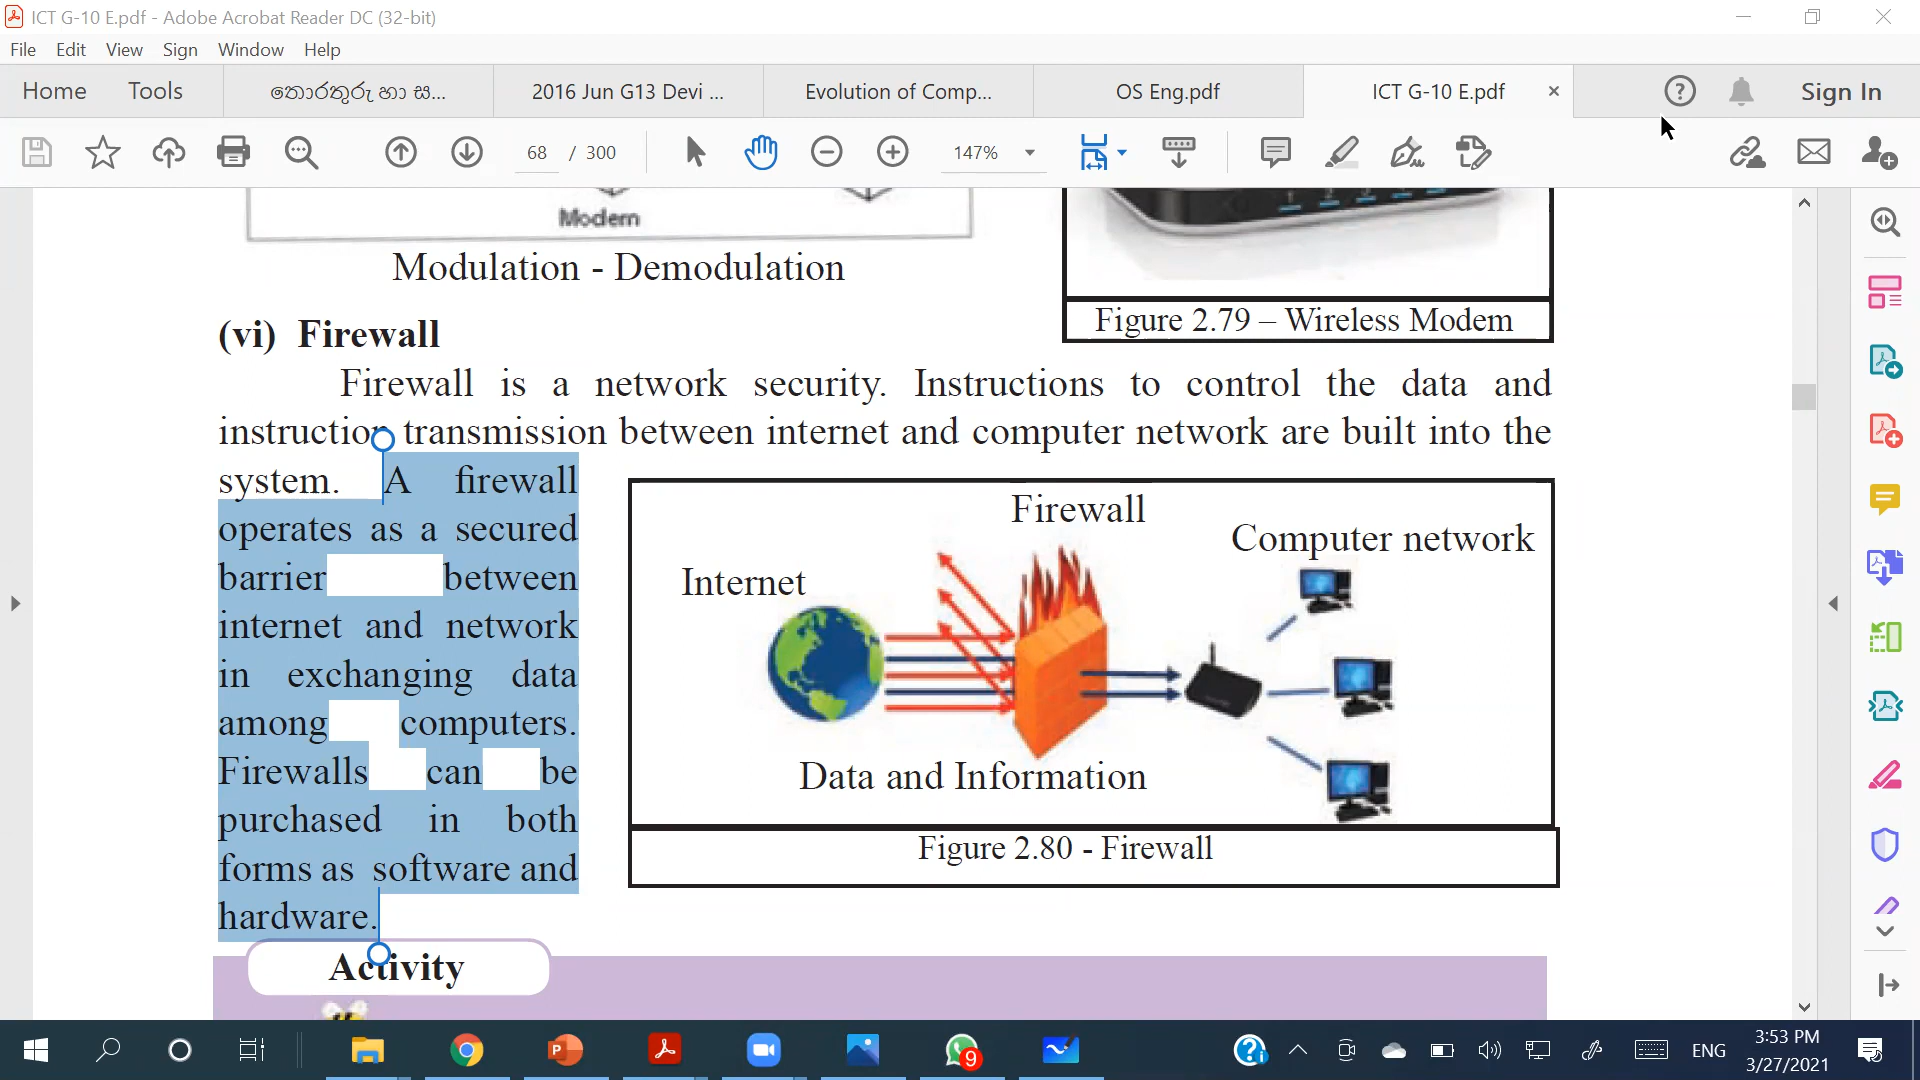 ICT G-10 E.pdf - Adobe Acrobat Reader DC (32-bit)
File Edit View Sign Window Help
Home Tools තොරතුරු හා ස... 2016 Jun G13 Devi ... Evolution of Comp... OS Eng.pdf ICT G-10 E.pdf × Sign In
68 / 300 147%
Modem
Modulation - Demodulation
Figure 2.79 – Wireless Modem
(vi) Firewall
Firewall is a network security. Instructions to control the data and
instruction transmission between internet and computer network are built into the
system. A firewall
operates as a secured
barrier between
internet and network
in exchanging data
among computers.
Firewalls can be
purchased in both
forms as software and
hardware.
Firewall
Computer network
Internet
Data and Information
Figure 2.80 - Firewall
Activity
9
ENG
3:53 PM
3/27/2021